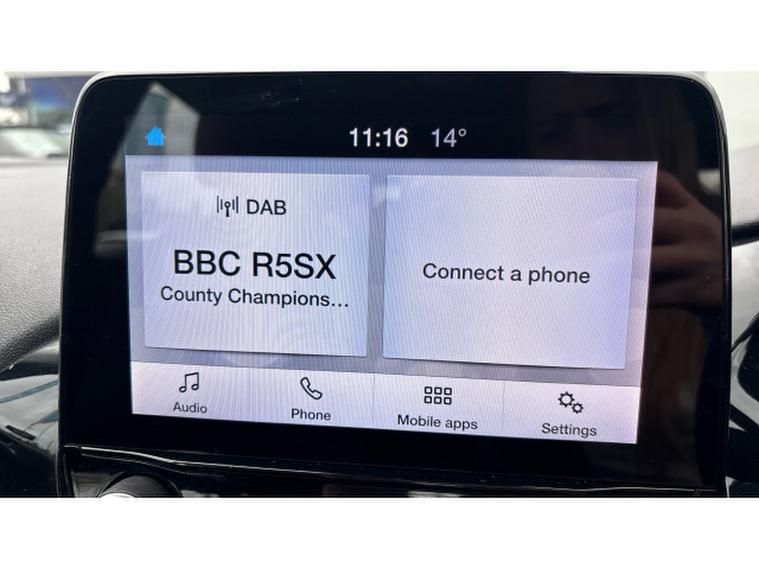 11:16 14°
DAB
BBC R5SX
County Champions...
Connect a phone
Audio
Phone
Mobile apps
Settings